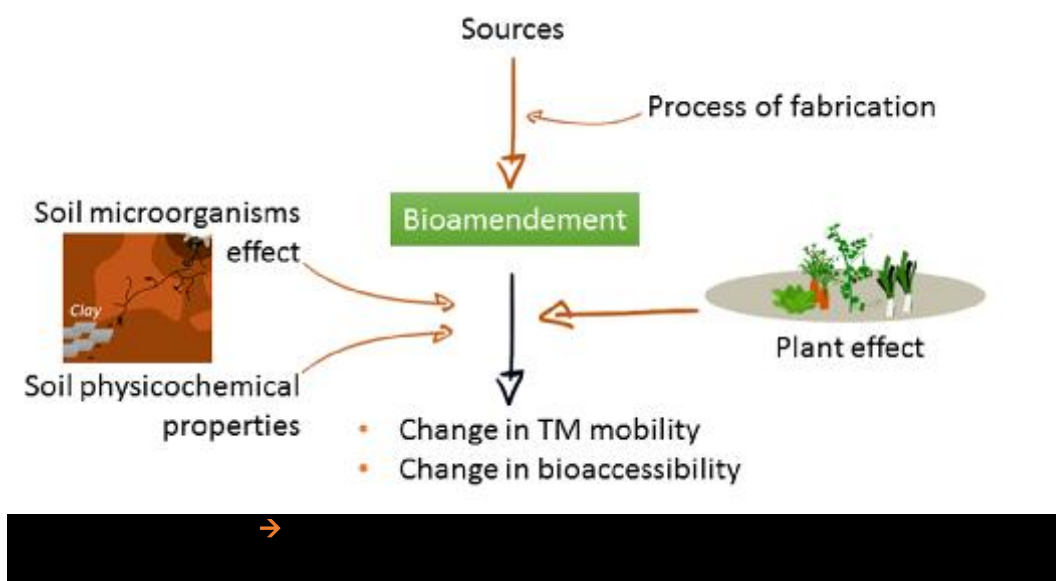 Sources
Process of fabrication
Bioamendement
Soil microorganisms
effect
Clay
Soil physicochemical
properties
Plant effect
• Change in TM mobility
• Change in bioaccessibility
→